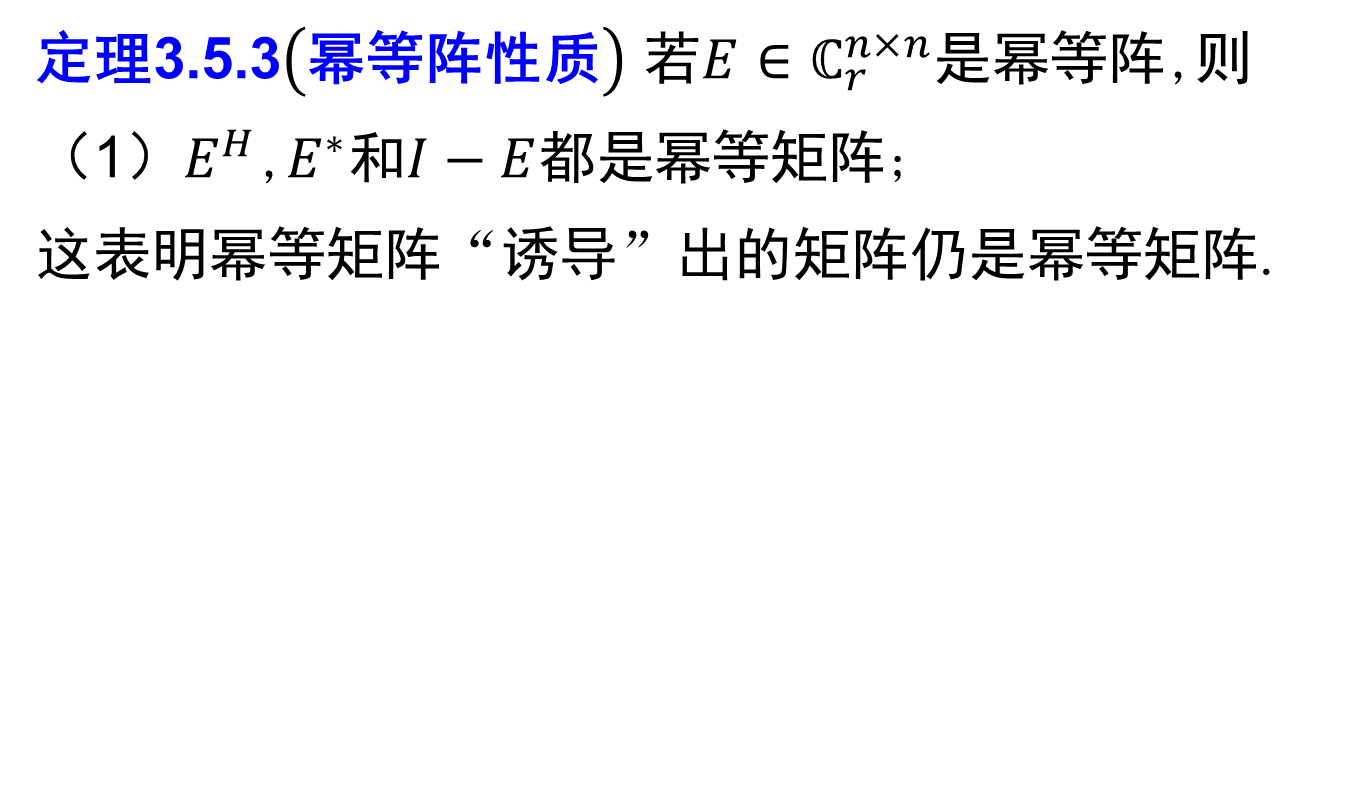 定理3.5.3(幂等阵性质) 若𝐸 ∈ ℂ_𝑟^{𝑛×𝑛}是幂等阵,则
（1）𝐸^𝐻,𝐸^*和𝐼 − 𝐸都是幂等矩阵;
这表明幂等矩阵“诱导”出的矩阵仍是幂等矩阵.